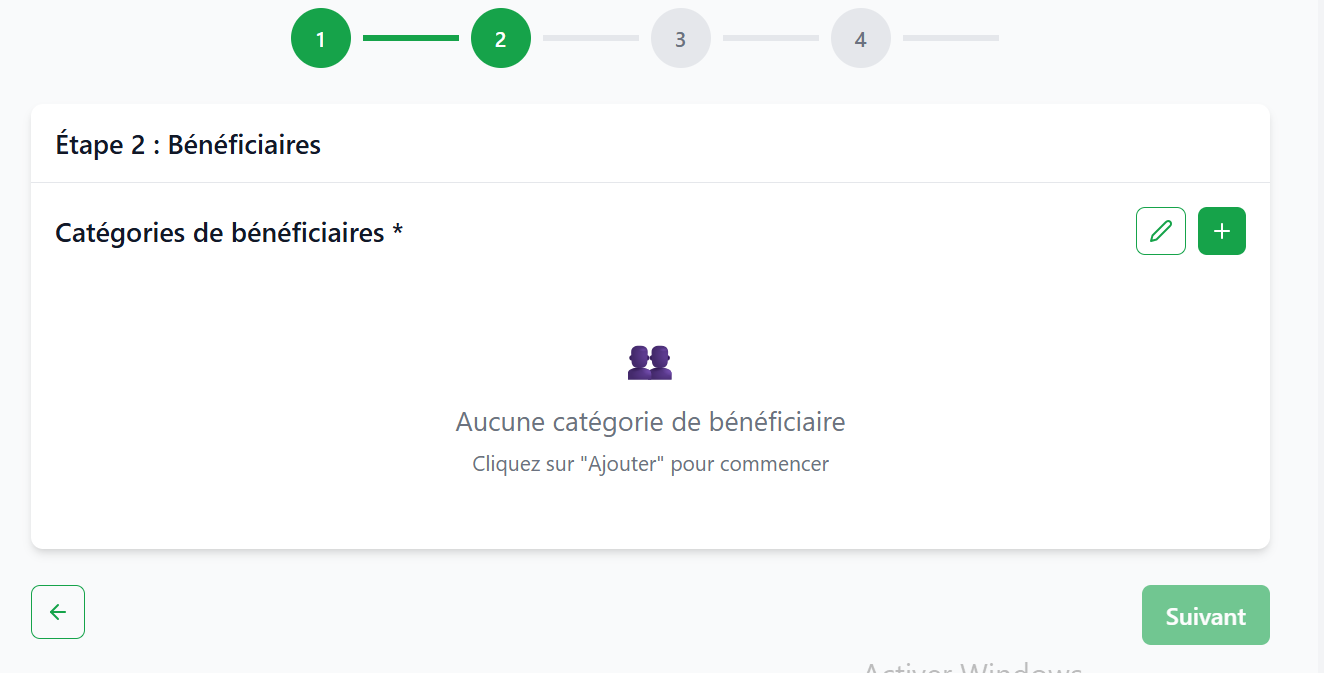 1 2 3 4
Étape 2 : Bénéficiaires
Catégories de bénéficiaires *
Aucune catégorie de bénéficiaire
Cliquez sur "Ajouter" pour commencer
Suivant
Activer Windows